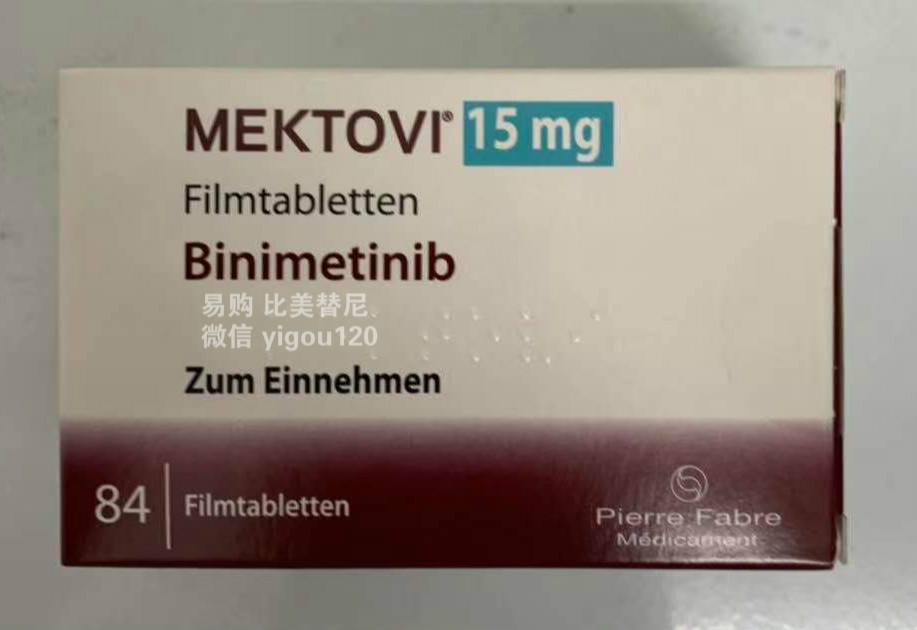 MEKTOVI® 15 mg
Filmtabletten
Binimetinib
易购 比美替尼、
微信 yigou120
Zum Einnehmen
84 Filmtabletten
Pierre Fabre
Médicament